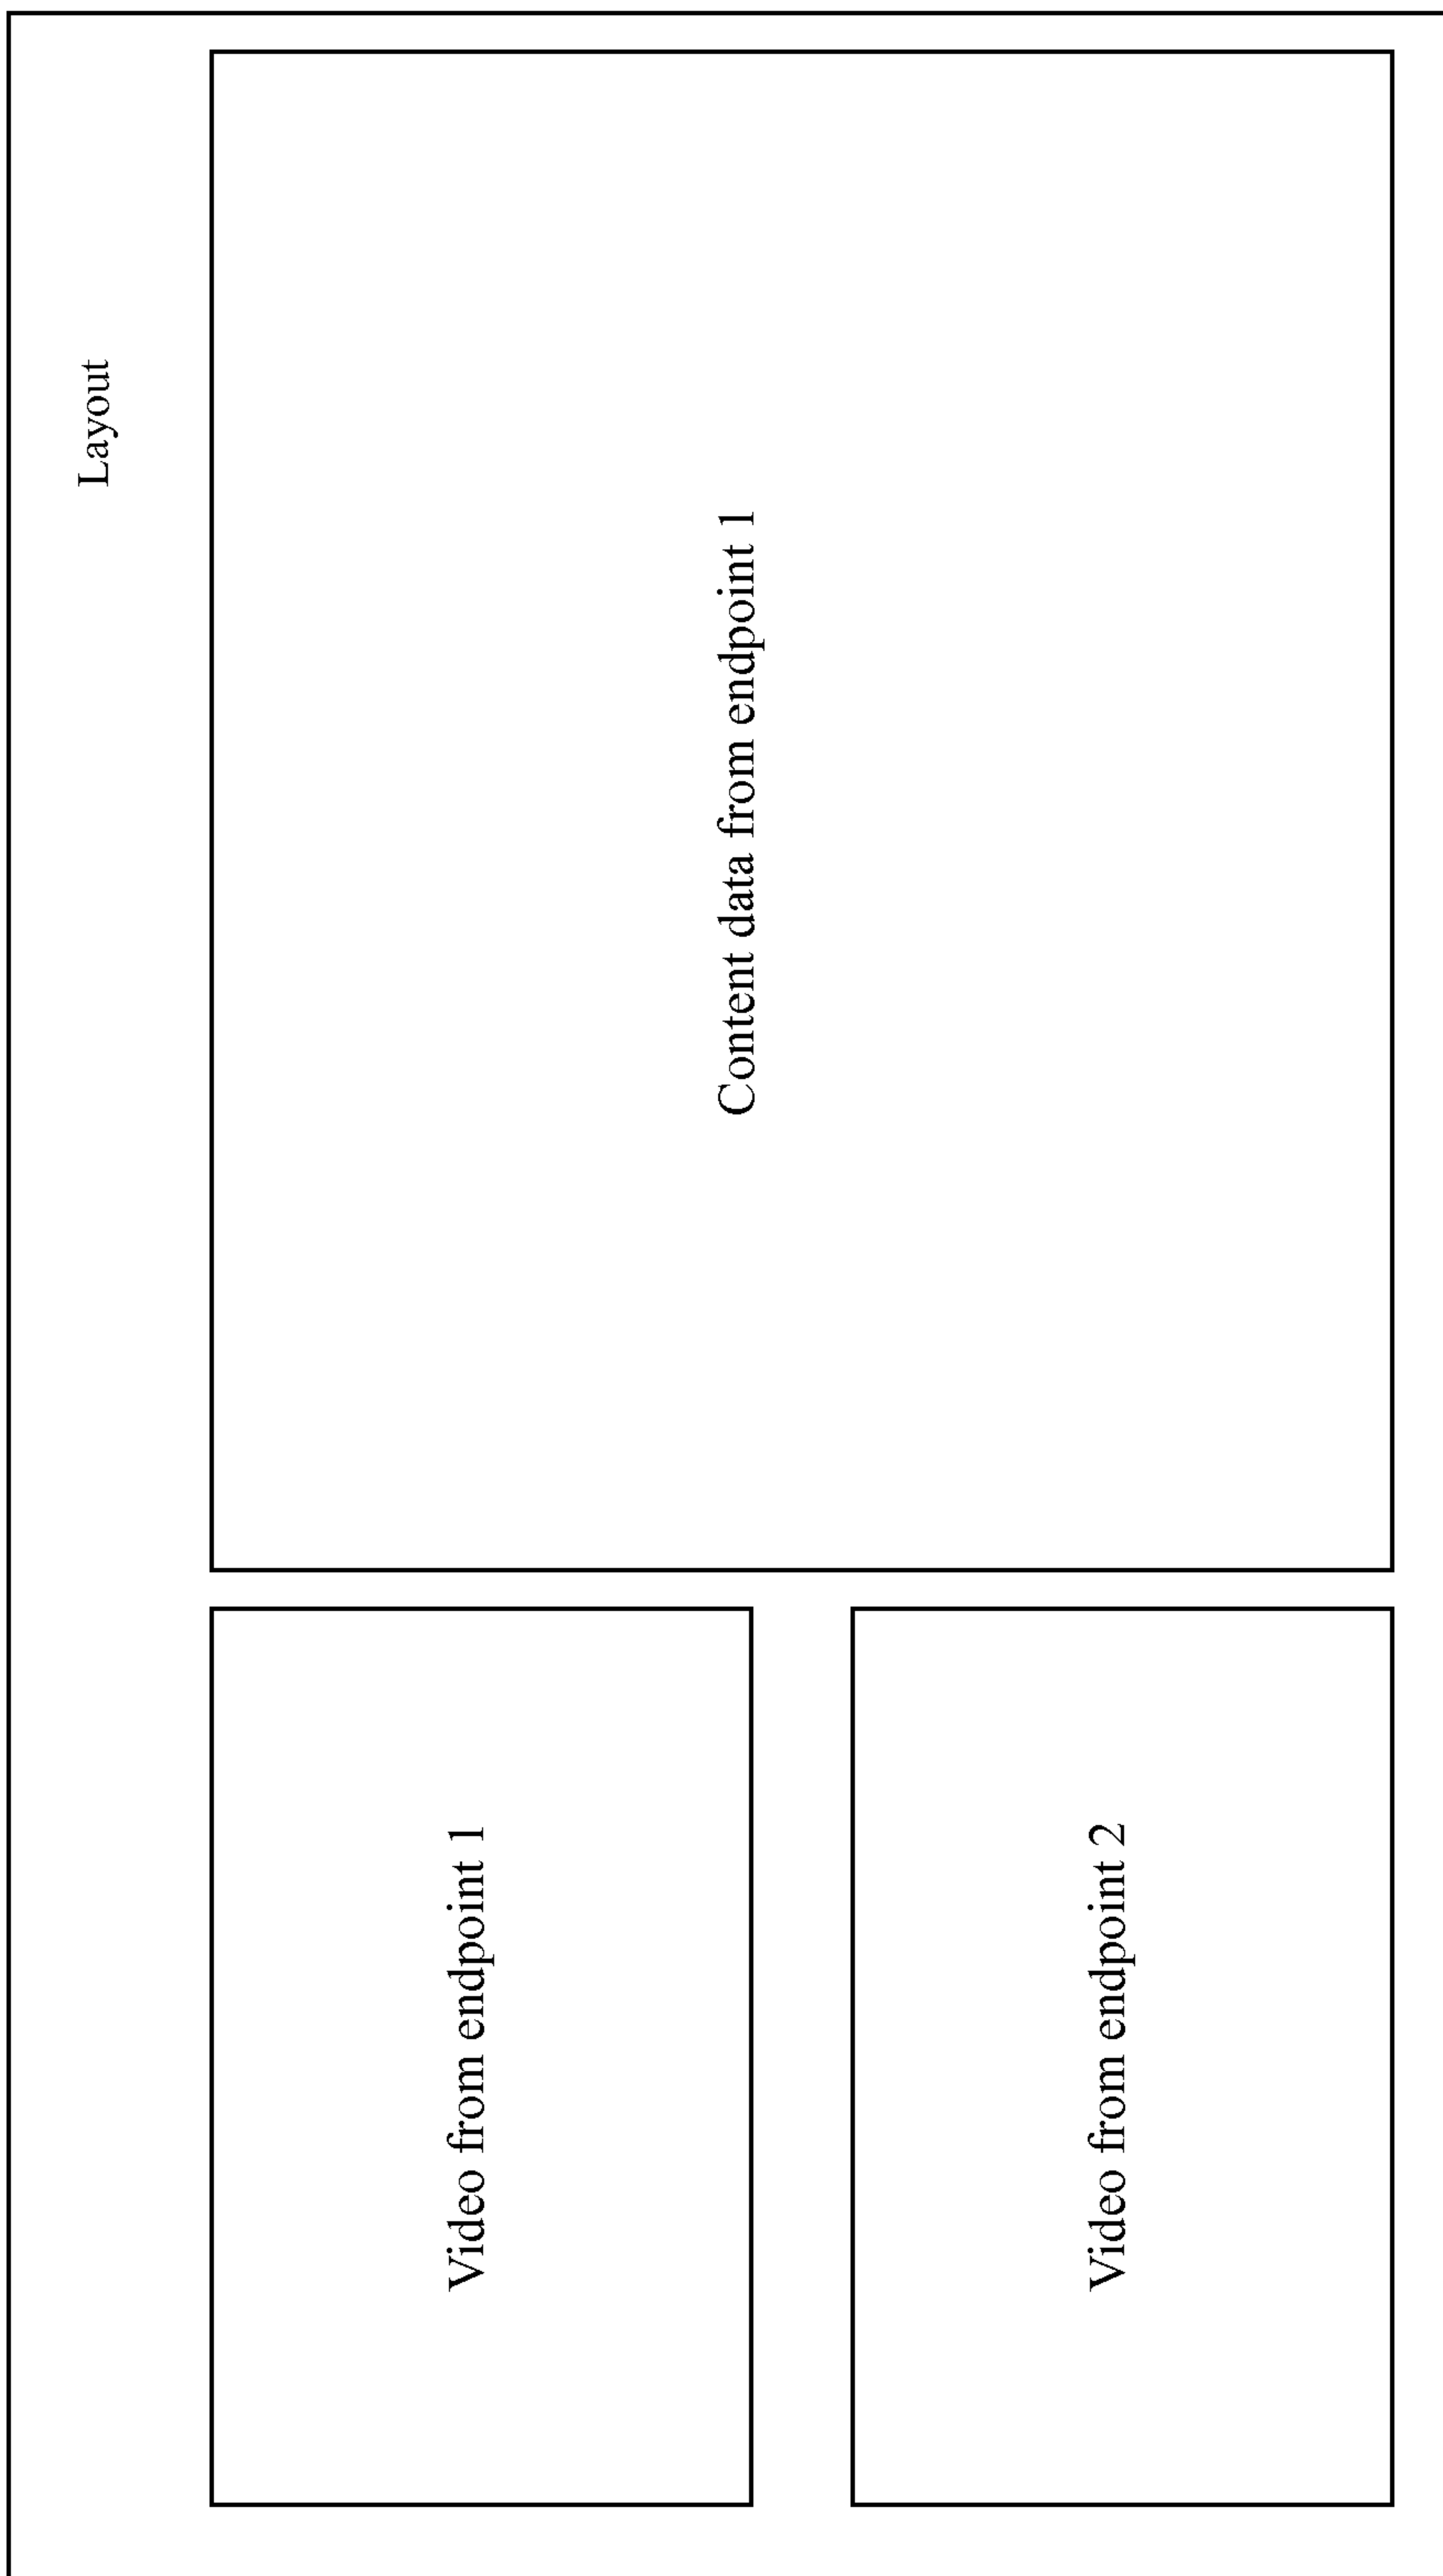 Layout
Video from endpoint 1
Content data from endpoint 1
Video from endpoint 2